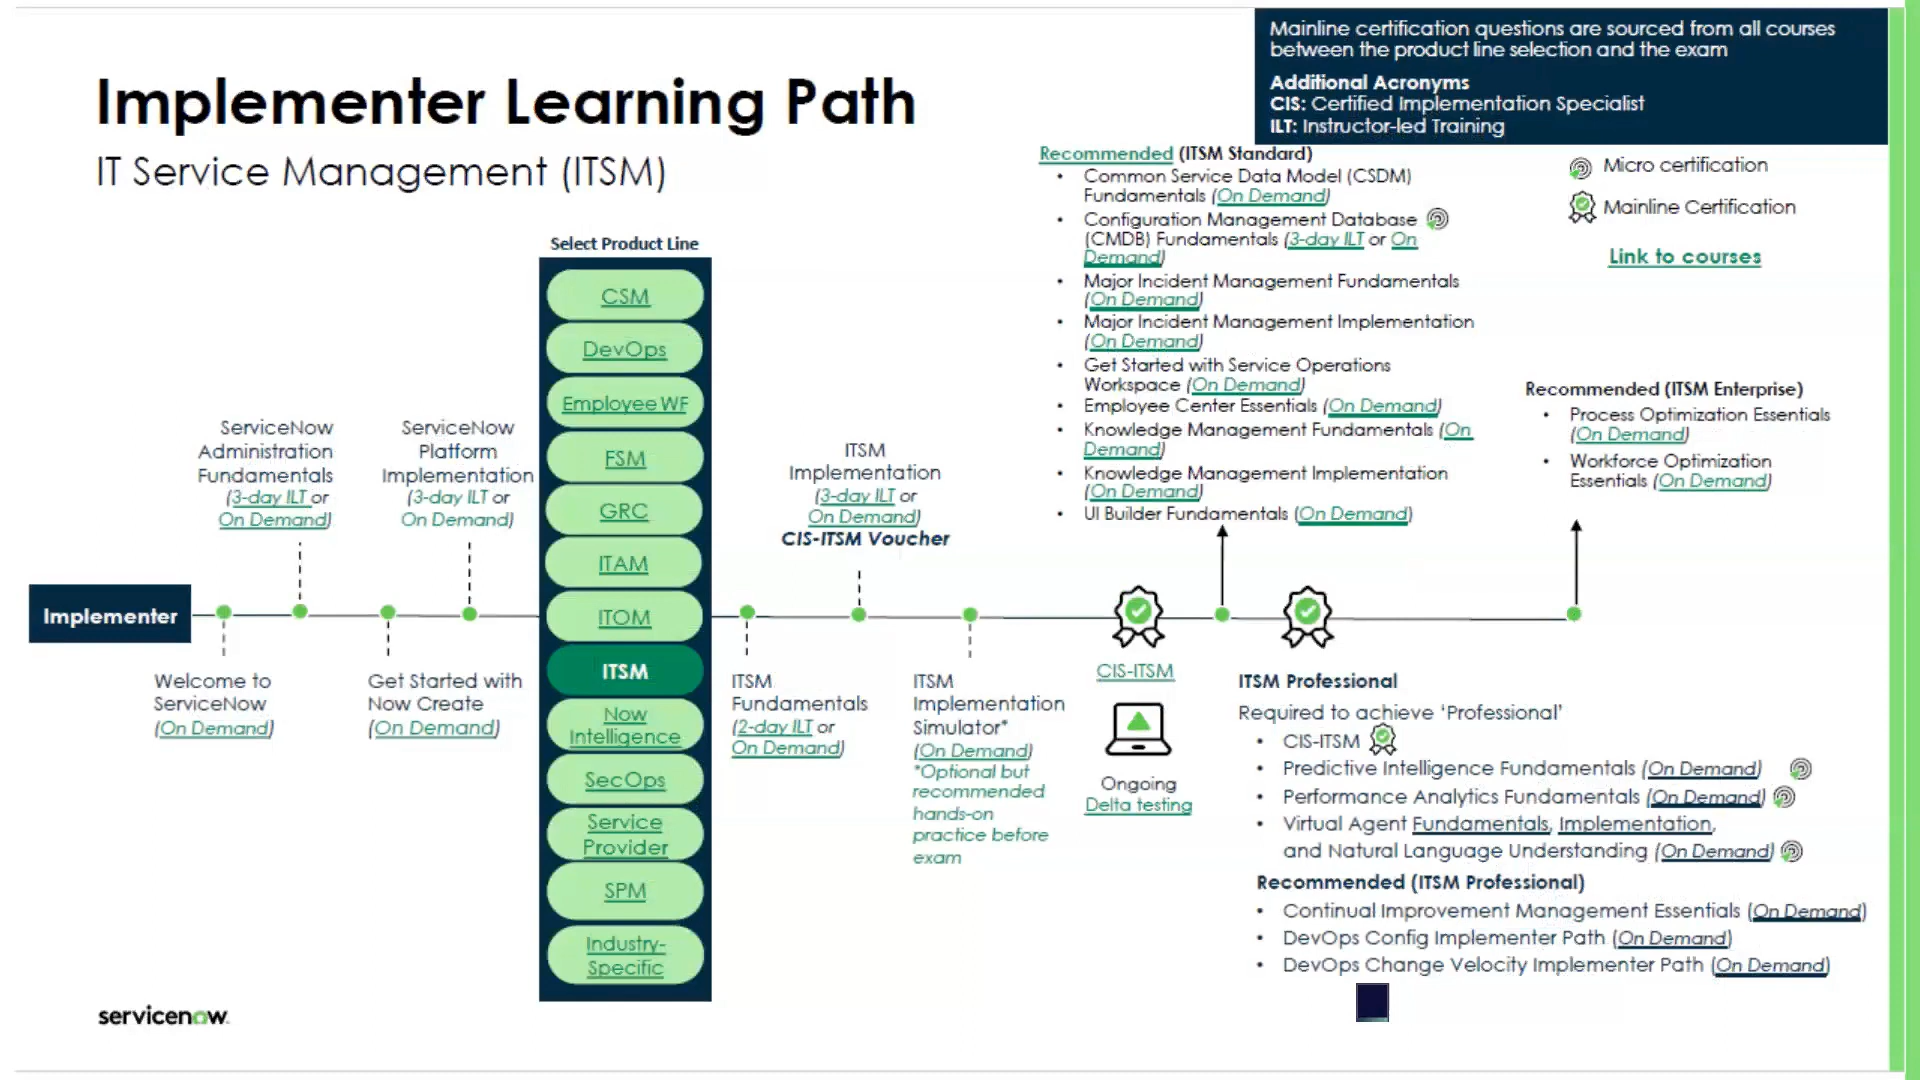 Mainline certification questions are sourced from all courses
between the product line selection and the exam
Additional Acronyms
CIS: Certified Implementation Specialist
ILT: Instructor-led Training
Implementer Learning Path
IT Service Management (ITSM)
Micro certification
Mainline Certification
Link to courses
Recommended (ITSM Standard)
• Common Service Data Model (CSDM)
Fundamentals (On Demand)
• Configuration Management Database
(CMDB) Fundamentals (3-day ILT or On
Demand)
• Major Incident Management Fundamentals
(On Demand)
• Major Incident Management Implementation
(On Demand)
• Get Started with Service Operations
Workspace (On Demand)
• Employee Center Essentials (On Demand)
• Knowledge Management Fundamentals (On
Demand)
• Knowledge Management Implementation
(On Demand)
• UI Builder Fundamentals (On Demand)
Recommended (ITSM Enterprise)
• Process Optimization Essentials
(On Demand)
• Workforce Optimization
Essentials (On Demand)
Select Product Line
CSM
DevOps
Employee WF
FSM
GRC
ITAM
ITOM
ITSM
Now
Intelligence
SecOps
Service
Provider
SPM
Industry-
Specific
Implementer
Welcome to
ServiceNow
(On Demand)
ServiceNow
Administration
Fundamentals
(3-day ILT or
On Demand)
Get Started with
Now Create
(On Demand)
ServiceNow
Platform
Implementation
(3-day ILT or
On Demand)
ITSM
Fundamentals
(2-day ILT or
On Demand)
ITSM
Implementation
(3-day ILT or
On Demand)
CIS-ITSM Voucher
ITSM
Implementation
Simulator*
(On Demand)
*Optional but
recommended
hands-on
practice before
exam
CIS-ITSM
Ongoing
Delta testing
ITSM Professional
Required to achieve ‘Professional’
• CIS-ITSM
• Predictive Intelligence Fundamentals (On Demand)
• Performance Analytics Fundamentals (On Demand)
• Virtual Agent Fundamentals, Implementation,
and Natural Language Understanding (On Demand)
Recommended (ITSM Professional)
• Continual Improvement Management Essentials (On Demand)
• DevOps Config Implementer Path (On Demand)
• DevOps Change Velocity Implementer Path (On Demand)
servicenow.